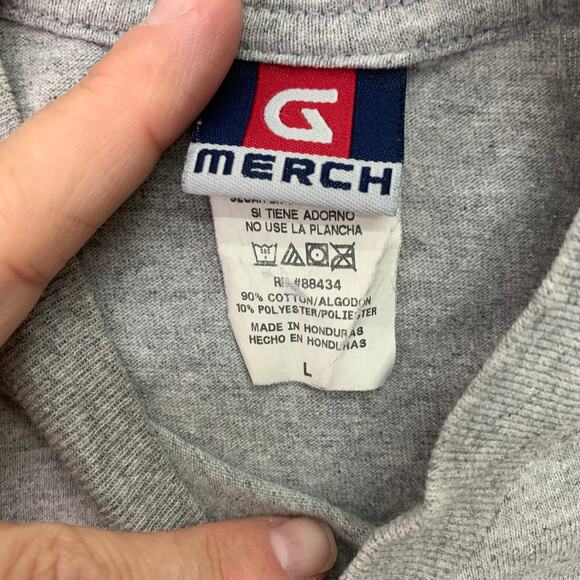 G
MERCH
SI TIENE ADORNO
NO USE LA PLANCHA
#88434
90% COTTON/ALGODON
10% POLYESTER/POLIESTER
MADE IN HONDURAS
HECHO EN HONDURAS
L